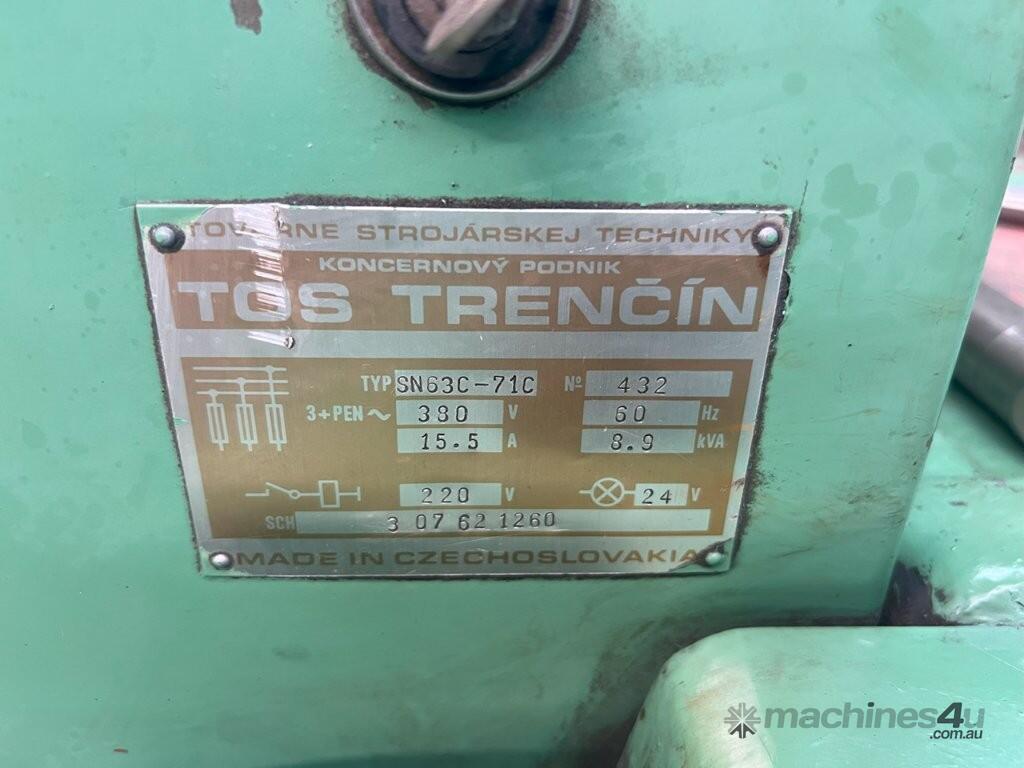 TOVÁRNE STROJÁRSKEJ TECHNIKY
KONCERNOVÝ PODNIK
TOS TRENČÍN
TYP SN63C-71C № 432
3+PEN ~ 380 V 60 Hz
15.5 A 8.9 kVA
220 V 24 V
SCH 3 07 62 1260
MADE IN CZECHOSLOVAKIA
machines4u
.com.au